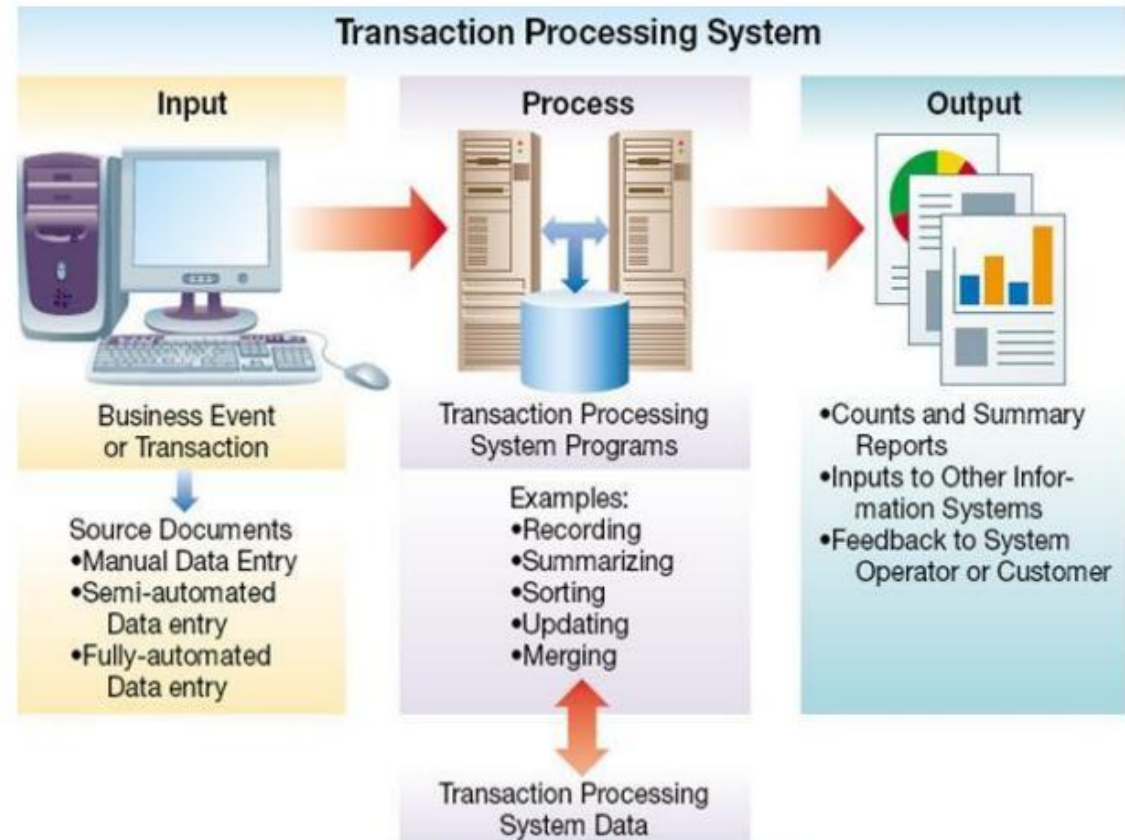 Transaction Processing System
Input
Business Event
or Transaction
Source Documents
•Manual Data Entry
•Semi-automated
Data entry
•Fully-automated
Data entry
Process
Transaction Processing
System Programs
Examples:
•Recording
•Summarizing
•Sorting
•Updating
•Merging
Transaction Processing
System Data
Output
•Counts and Summary
Reports
•Inputs to Other Infor-
mation Systems
•Feedback to System
Operator or Customer